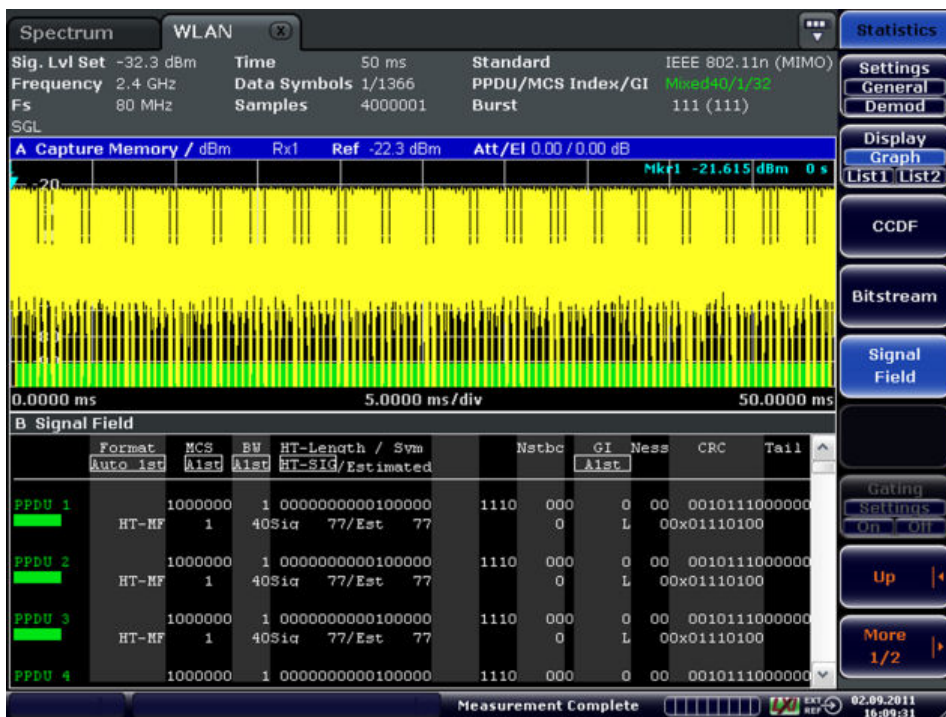 Spectrum WLAN
Sig. Lvl Set -32.3 dBm Time 50 ms Standard IEEE 802.11n (MIMO)
Frequency 2.4 GHz Data Symbols 1/1366 PPDU/MCS Index/GI Mixed40/1/32
Fs 80 MHz Samples 4000001 Burst 111 (111)
SGL
A Capture Memory / dBm Rx1 Ref -22.3 dBm Att/El 0.00 / 0.00 dB
Mkr1 -21.615 dBm 0 s
-20
0.0000 ms 5.0000 ms/div 50.0000 ms
B Signal Field
Format MCS BW HT-Length / Sym Nstbc GI Ness CRC Tail
Auto 1st A1st A1st HT-SIG/Estimated A1st
PPDU 1 1000000 1 0000000000100000 1110 000 0 00 0010111000000
HT-MF 1 40Sig 77/Est 77 0 L 00x01110100
PPDU 2 1000000 1 0000000000100000 1110 000 0 00 0010111000000
HT-MF 1 40Sig 77/Est 77 0 L 00x01110100
PPDU 3 1000000 1 0000000000100000 1110 000 0 00 0010111000000
HT-MF 1 40Sig 77/Est 77 0 L 00x01110100
PPDU 4 1000000 1 0000000000100000 1110 000 0 00 0010111000000
Measurement Complete LXI EXT REF 02.09.2011
16:09:31
Statistics
Settings
General
Demod
Display
Graph
List1 List2
CCDF
Bitstream
Signal
Field
Gating
Settings
On Off
Up
More
1/2